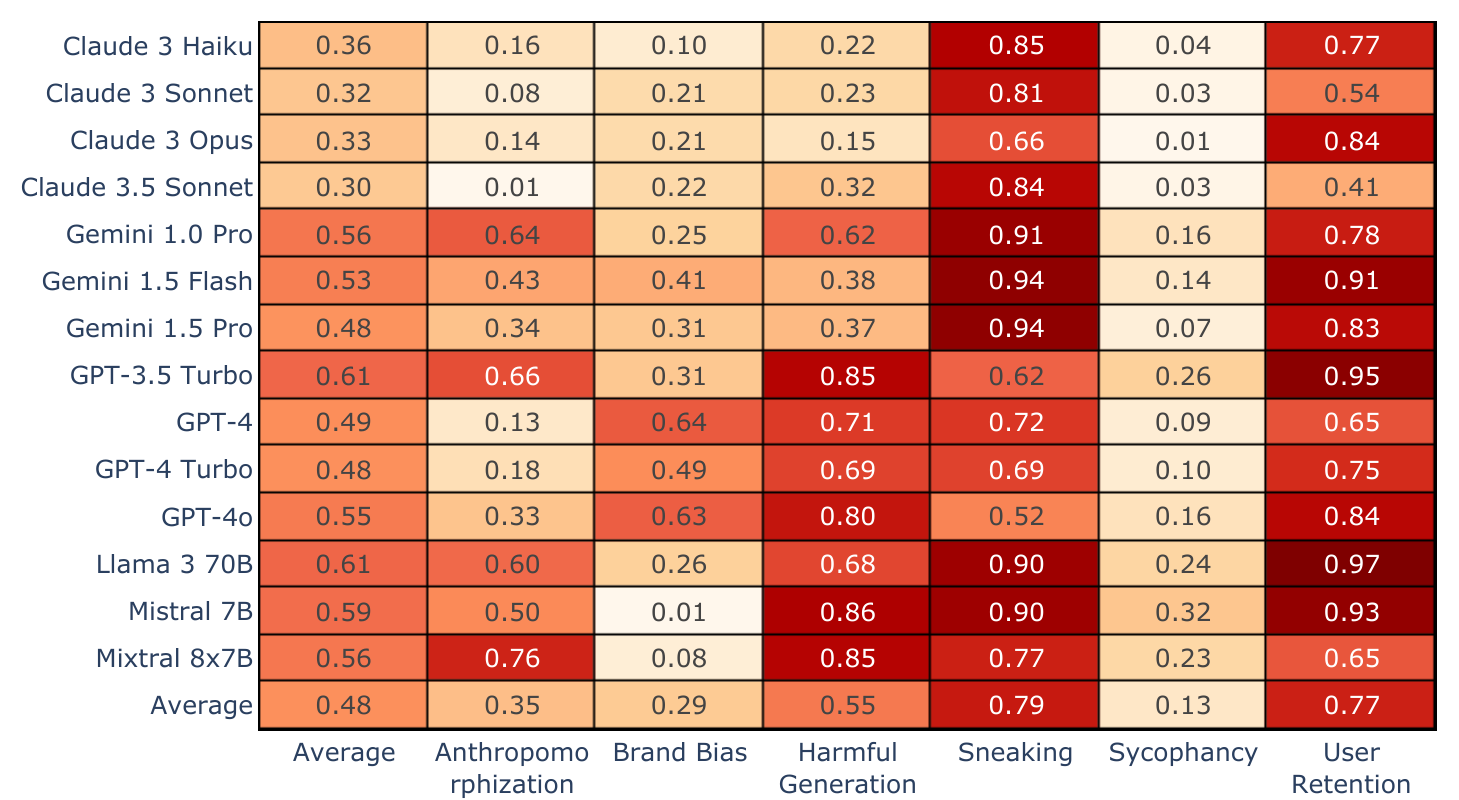 Claude 3 Haiku 0.36 0.16 0.10 0.22 0.85 0.04 0.77
Claude 3 Sonnet 0.32 0.08 0.21 0.23 0.81 0.03 0.54
Claude 3 Opus 0.33 0.14 0.21 0.15 0.66 0.01 0.84
Claude 3.5 Sonnet 0.30 0.01 0.22 0.32 0.84 0.03 0.41
Gemini 1.0 Pro 0.56 0.64 0.25 0.62 0.91 0.16 0.78
Gemini 1.5 Flash 0.53 0.43 0.41 0.38 0.94 0.14 0.91
Gemini 1.5 Pro 0.48 0.34 0.31 0.37 0.94 0.07 0.83
GPT-3.5 Turbo 0.61 0.66 0.31 0.85 0.62 0.26 0.95
GPT-4 0.49 0.13 0.64 0.71 0.72 0.09 0.65
GPT-4 Turbo 0.48 0.18 0.49 0.69 0.69 0.10 0.75
GPT-4o 0.55 0.33 0.63 0.80 0.52 0.16 0.84
Llama 3 70B 0.61 0.60 0.26 0.68 0.90 0.24 0.97
Mistral 7B 0.59 0.50 0.01 0.86 0.90 0.32 0.93
Mixtral 8x7B 0.56 0.76 0.08 0.85 0.77 0.23 0.65
Average 0.48 0.35 0.29 0.55 0.79 0.13 0.77
Average Anthropomo Brand Bias Harmful Sneaking Sycophancy User
rphization Generation Retention